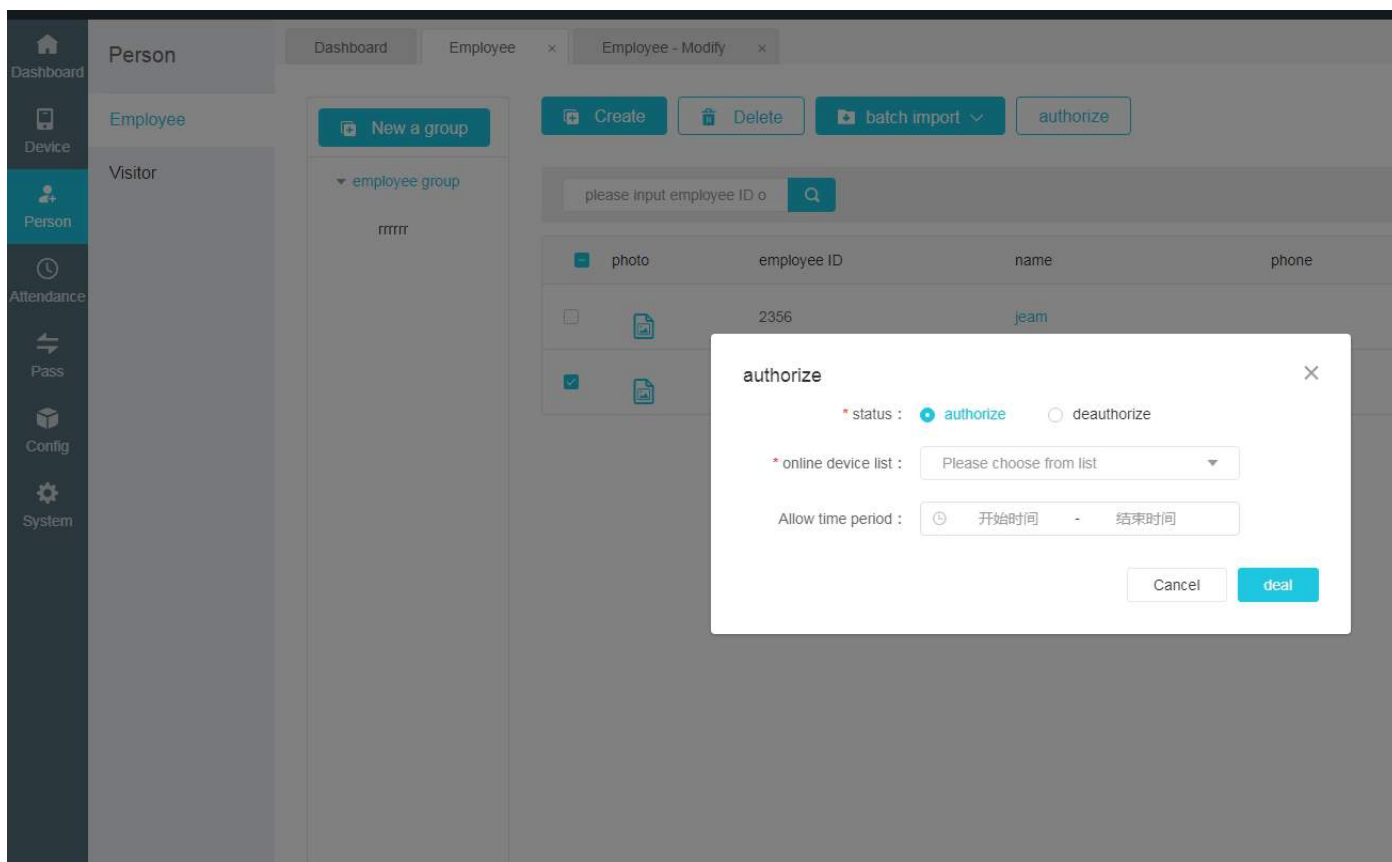 Dashboard
Device
Person
Attendance
Pass
Config
System
Person
Employee
Visitor
Dashboard
Employee ×
Employee - Modify ×
New a group
employee group
rrrrrr
Create
Delete
batch import
authorize
please input employee ID o
photo employee ID name phone
2356 jeam
authorize
* status : authorize deauthorize
* online device list : Please choose from list
Allow time period : 开始时间 - 结束时间
Cancel deal